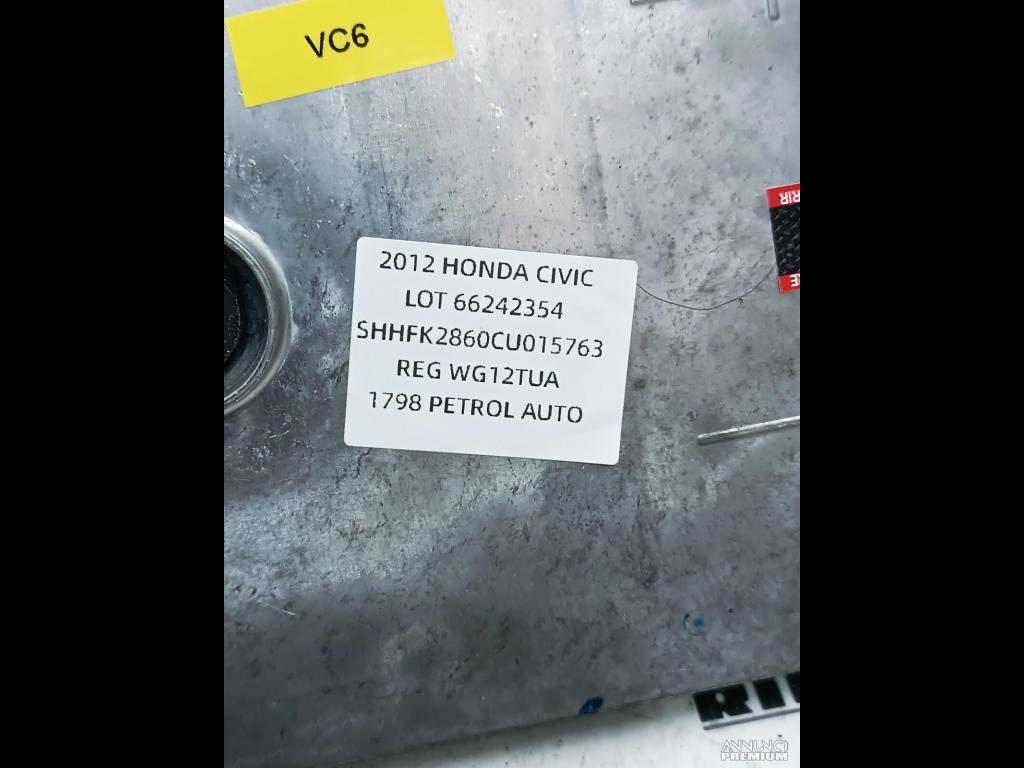 VC6
2012 HONDA CIVIC
LOT 66242354
SHHFK2860CU015763
REG WG12TUA
1798 PETROL AUTO
ANNUNCI
PREMIUM